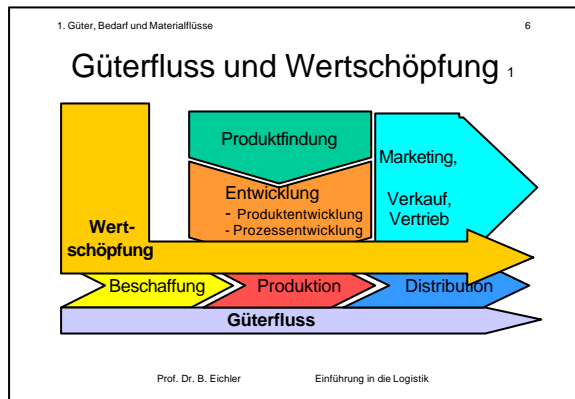 1. Güter, Bedarf und Materialflüsse 6
Güterfluss und Wertschöpfung 1
Produktfindung
Marketing,
Verkauf,
Vertrieb
Entwicklung
- Produktentwicklung
- Prozessentwicklung
Wert-
schöpfung
Beschaffung Produktion Distribution
Güterfluss
Prof. Dr. B. Eichler Einführung in die Logistik